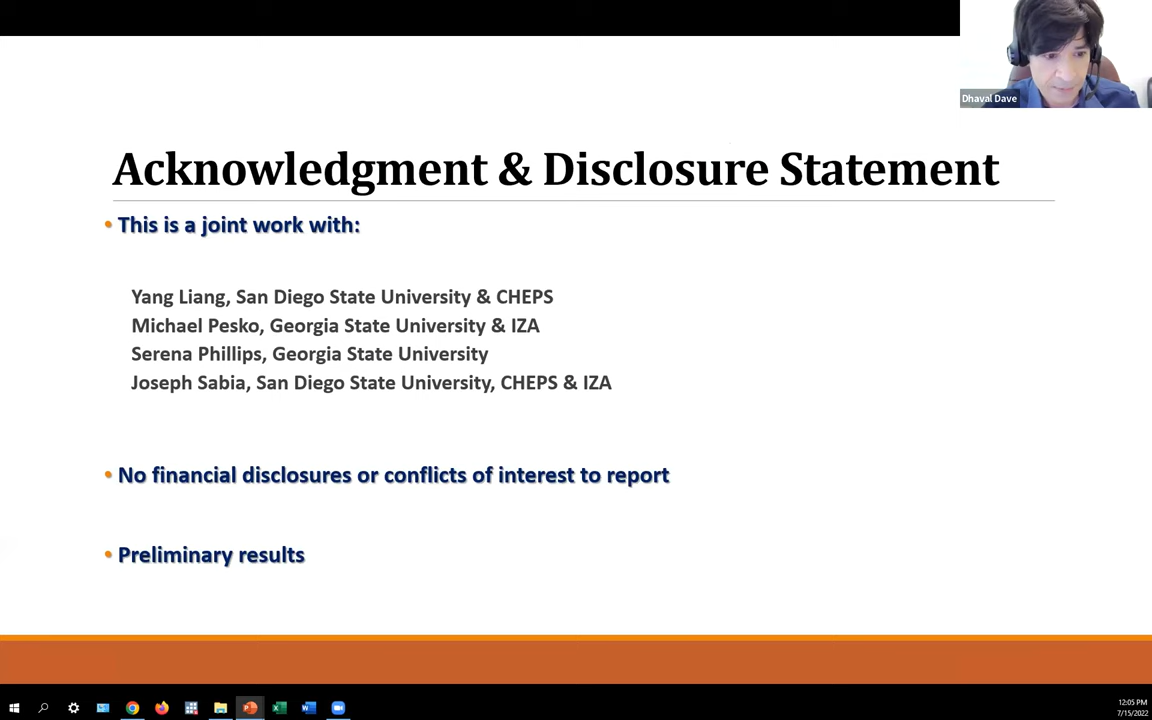 Dhaval Dave
Acknowledgment & Disclosure Statement
• This is a joint work with:
Yang Liang, San Diego State University & CHEPS
Michael Pesko, Georgia State University & IZA
Serena Phillips, Georgia State University
Joseph Sabia, San Diego State University, CHEPS & IZA
• No financial disclosures or conflicts of interest to report
• Preliminary results
12:05 PM
7/15/2022